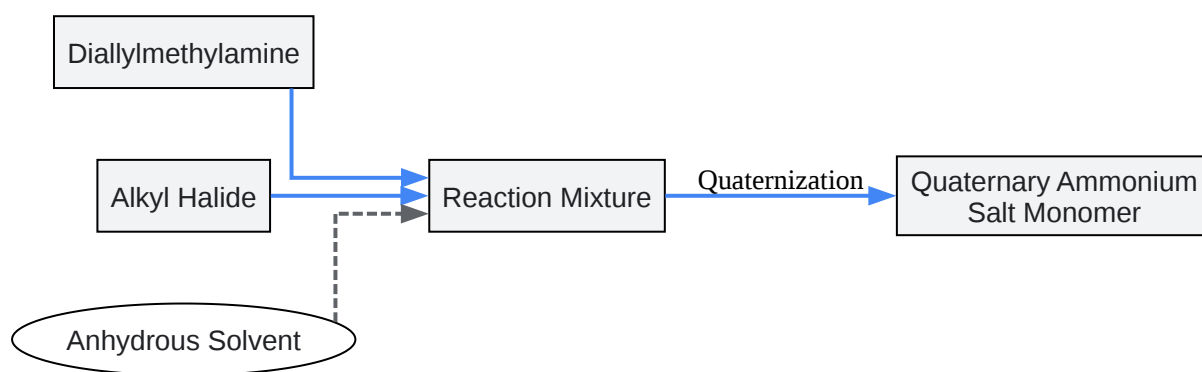 Diallylmethylamine
Alkyl Halide
Reaction Mixture
Quaternization
Quaternary Ammonium
Salt Monomer
Anhydrous Solvent